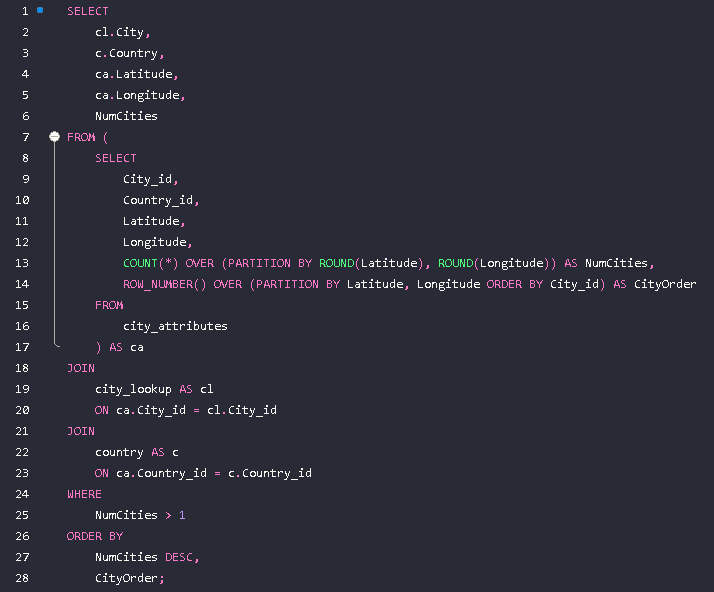 1 SELECT
2 cl.City,
3 c.Country,
4 ca.Latitude,
5 ca.Longitude,
6 NumCities
7 FROM (
8 SELECT
9 City_id,
10 Country_id,
11 Latitude,
12 Longitude,
13 COUNT(*) OVER (PARTITION BY ROUND(Latitude), ROUND(Longitude)) AS NumCities,
14 ROW_NUMBER() OVER (PARTITION BY Latitude, Longitude ORDER BY City_id) AS CityOrder
15 FROM
16 city_attributes
17 ) AS ca
18 JOIN
19 city_lookup AS cl
20 ON ca.City_id = cl.City_id
21 JOIN
22 country AS c
23 ON ca.Country_id = c.Country_id
24 WHERE
25 NumCities > 1
26 ORDER BY
27 NumCities DESC,
28 CityOrder;